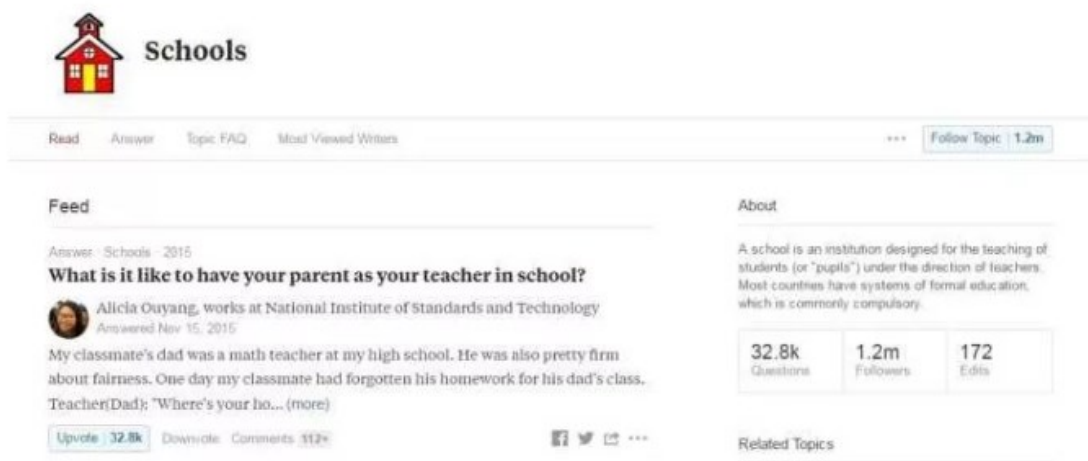 Schools
Read Answer Topic FAQ Most Viewed Writers ... Follow Topic 1.2m
Feed
Answer · Schools · 2015
What is it like to have your parent as your teacher in school?
Alicia Ouyang, works at National Institute of Standards and Technology
Answered Nov 15, 2015
My classmate's dad was a math teacher at my high school. He was also pretty firm
about fairness. One day my classmate had forgotten his homework for his dad's class.
Teacher(Dad): "Where's your ho... (more)
Upvote 32.8k Downvote Comments 112+
About
A school is an institution designed for the teaching of
students (or "pupils") under the direction of teachers.
Most countries have systems of formal education,
which is commonly compulsory.
32.8k 1.2m 172
Questions Followers Edits
Related Topics